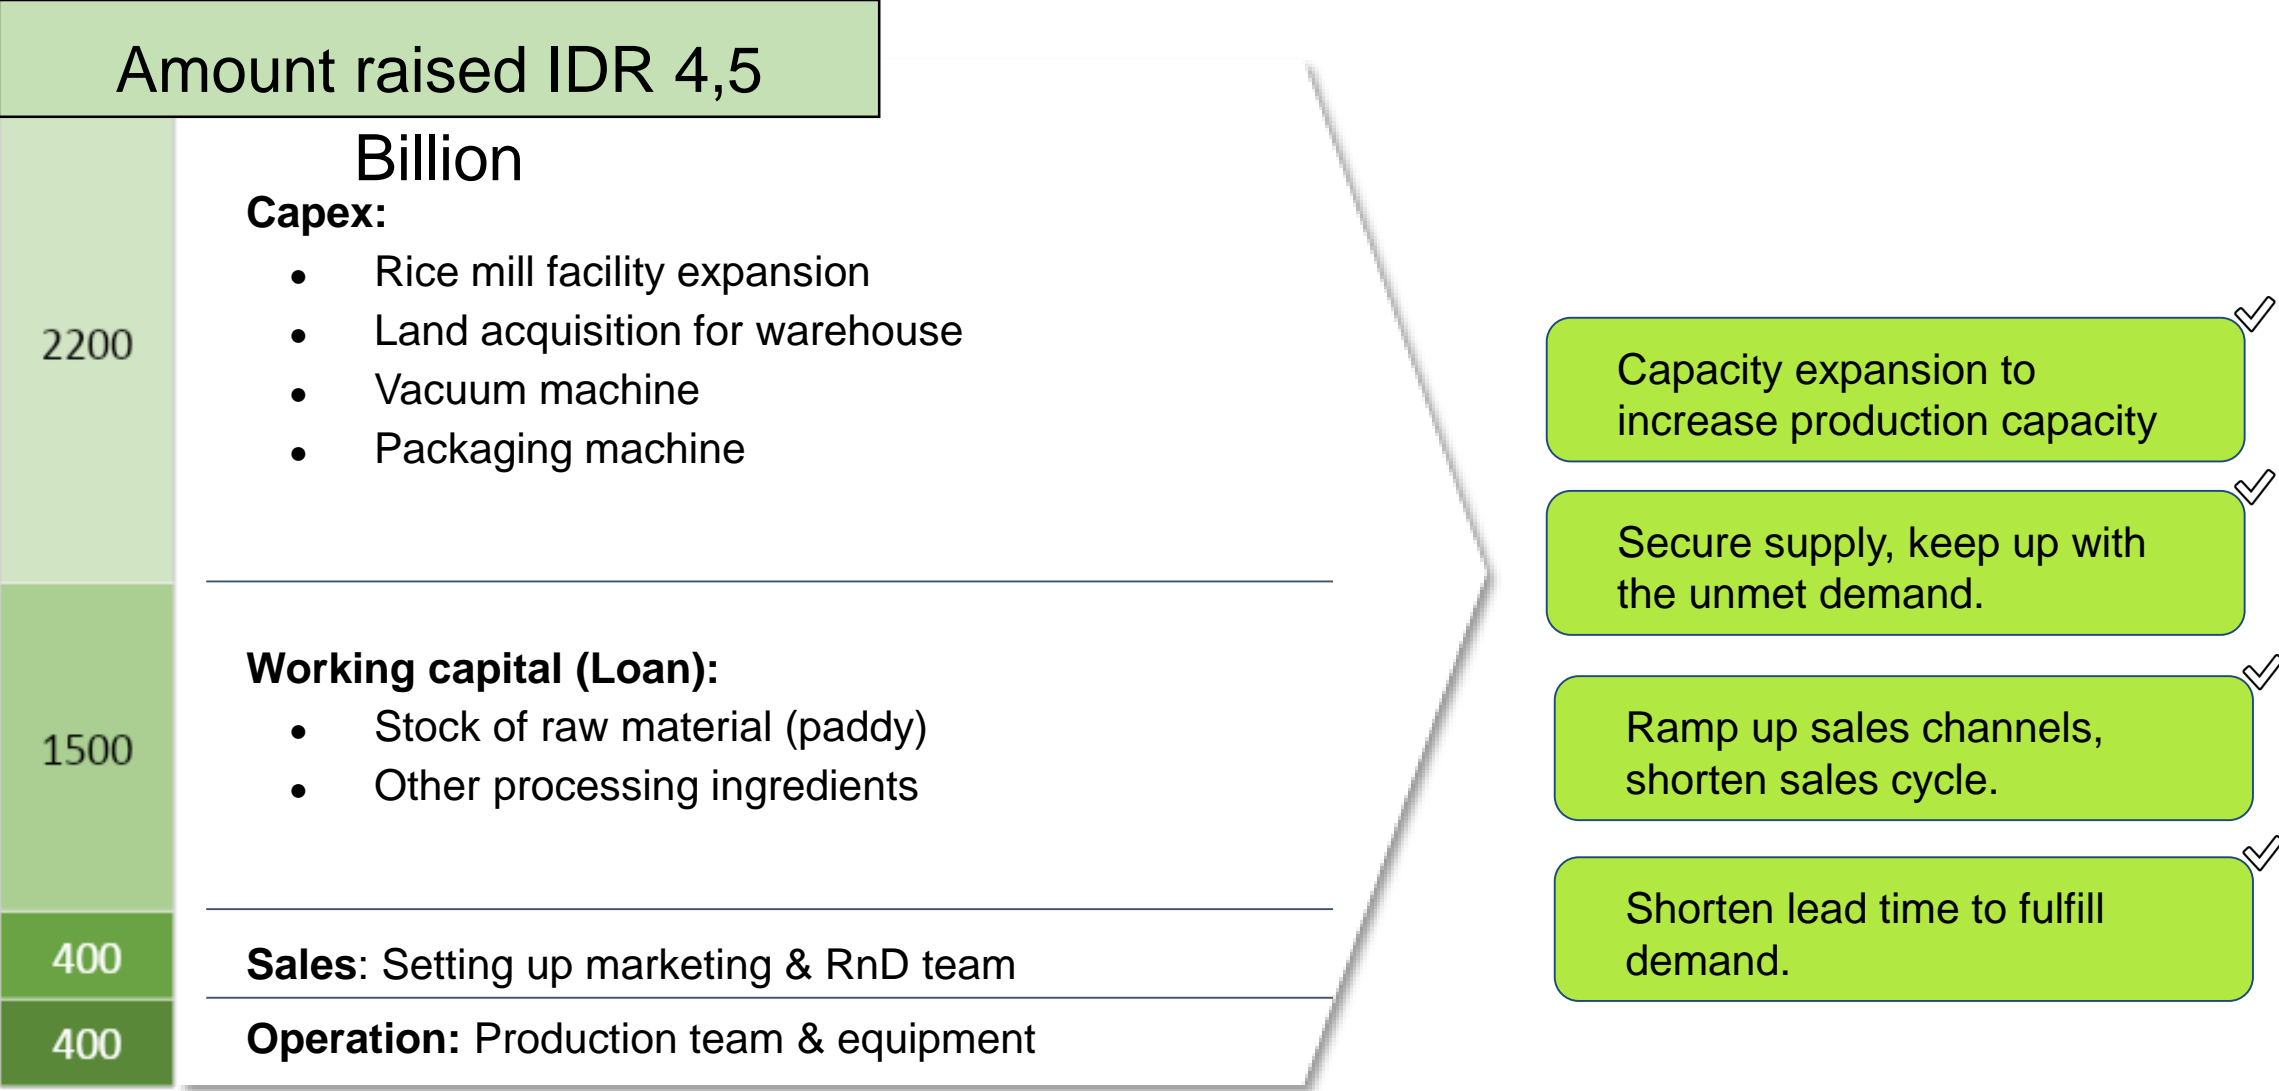 Amount raised IDR 4,5
Billion
2200
Capex:
● Rice mill facility expansion
● Land acquisition for warehouse
● Vacuum machine
● Packaging machine
1500
Working capital (Loan):
● Stock of raw material (paddy)
● Other processing ingredients
400
Sales: Setting up marketing & RnD team
400
Operation: Production team & equipment
Capacity expansion to
increase production capacity
Secure supply, keep up with
the unmet demand.
Ramp up sales channels,
shorten sales cycle.
Shorten lead time to fulfill
demand.